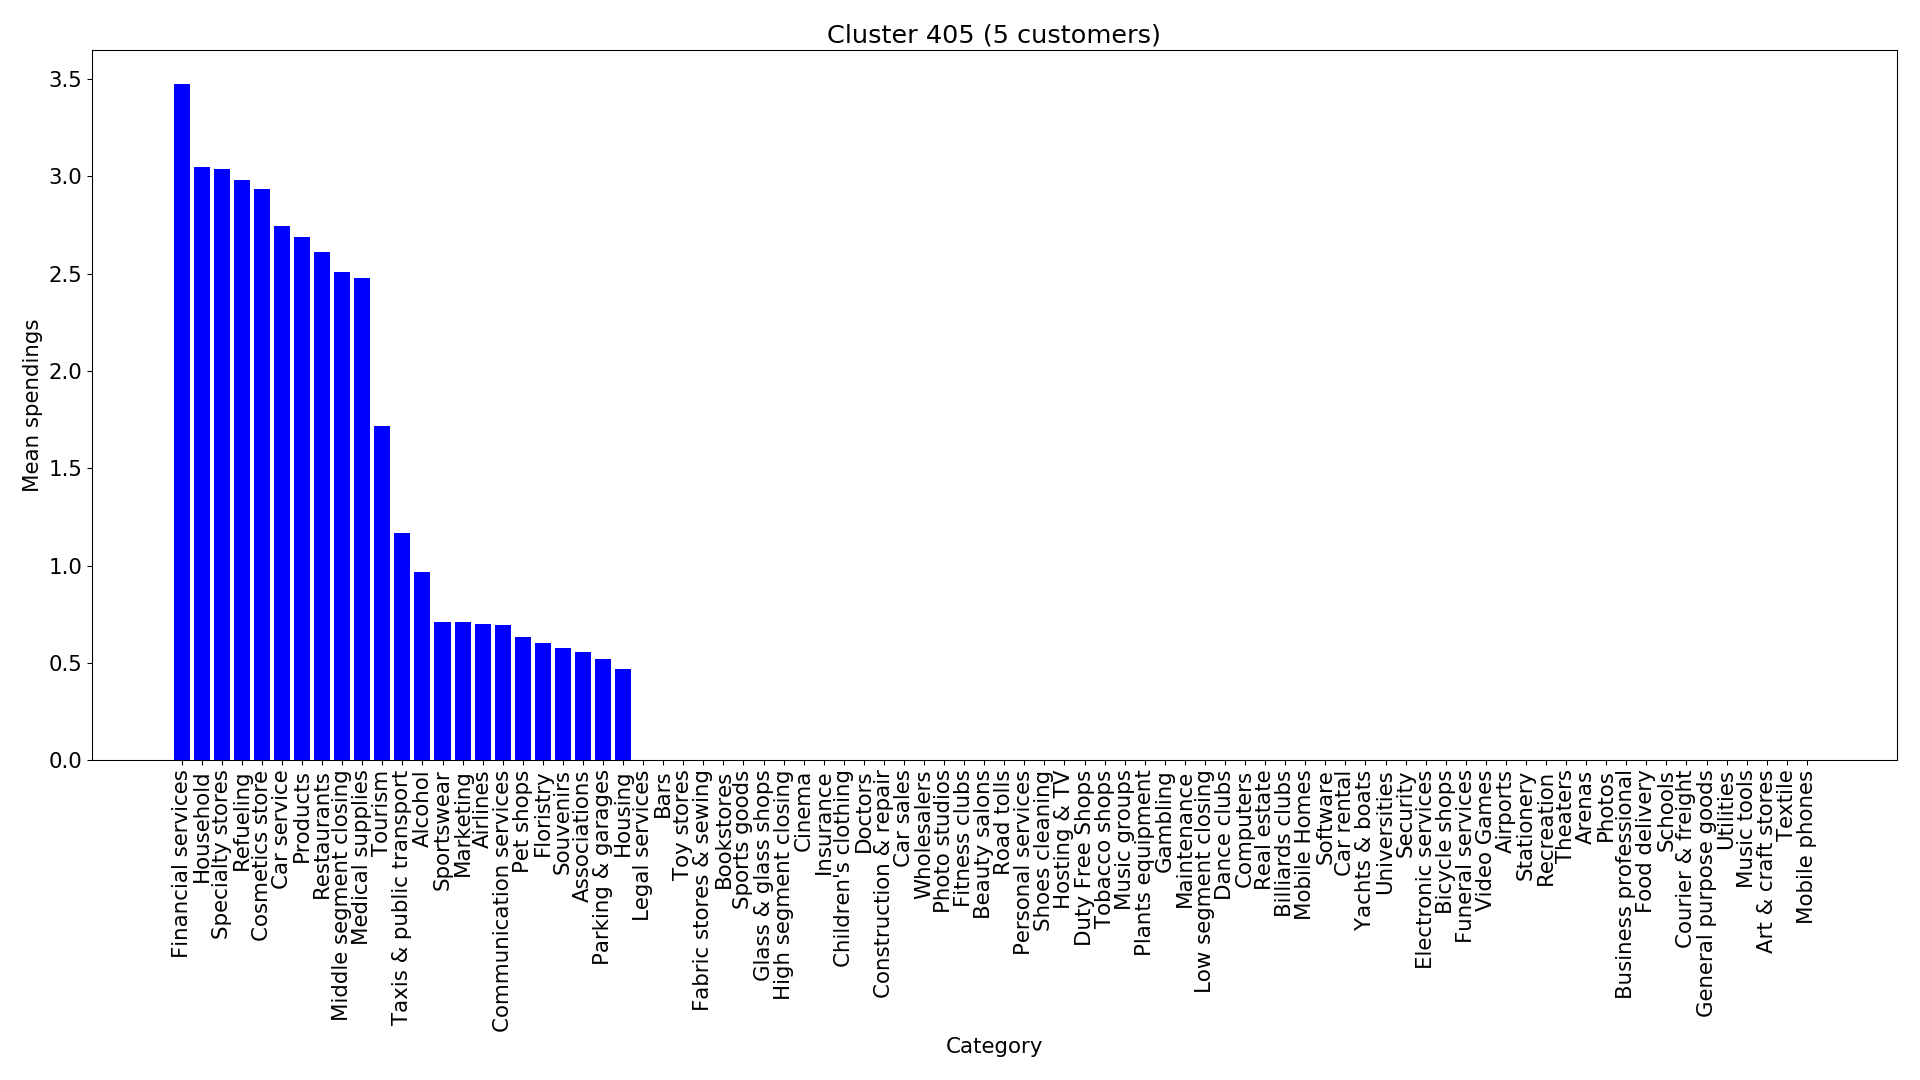 Cluster 405 (5 customers)
3.5
3.0
2.5
2.0
1.5
1.0
0.5
0.0
Mean spendings
Financial services
Household
Specialty stores
Refueling
Cosmetics store
Car service
Products
Restaurants
Middle segment closing
Medical supplies
Tourism
Taxis & public transport
Alcohol
Sportswear
Marketing
Airlines
Communication services
Pet shops
Floristry
Souvenirs
Associations
Parking & garages
Housing
Legal services
Bars
Toy stores
Fabric stores & sewing
Bookstores
Sports goods
Glass & glass shops
High segment closing
Cinema
Insurance
Children's clothing
Doctors
Construction & repair
Car sales
Wholesalers
Photo studios
Fitness clubs
Beauty salons
Road tolls
Personal services
Shoes cleaning
Hosting & TV
Duty Free Shops
Tobacco shops
Music groups
Plants equipment
Gambling
Maintenance
Low segment closing
Dance clubs
Computers
Real estate
Billiards clubs
Mobile Homes
Software
Car rental
Yachts & boats
Universities
Security
Electronic services
Bicycle shops
Funeral services
Video Games
Airports
Stationery
Recreation
Theaters
Arenas
Photos
Business professional
Food delivery
Schools
Courier & freight
General purpose goods
Utilities
Music tools
Art & craft stores
Textile
Mobile phones
Category